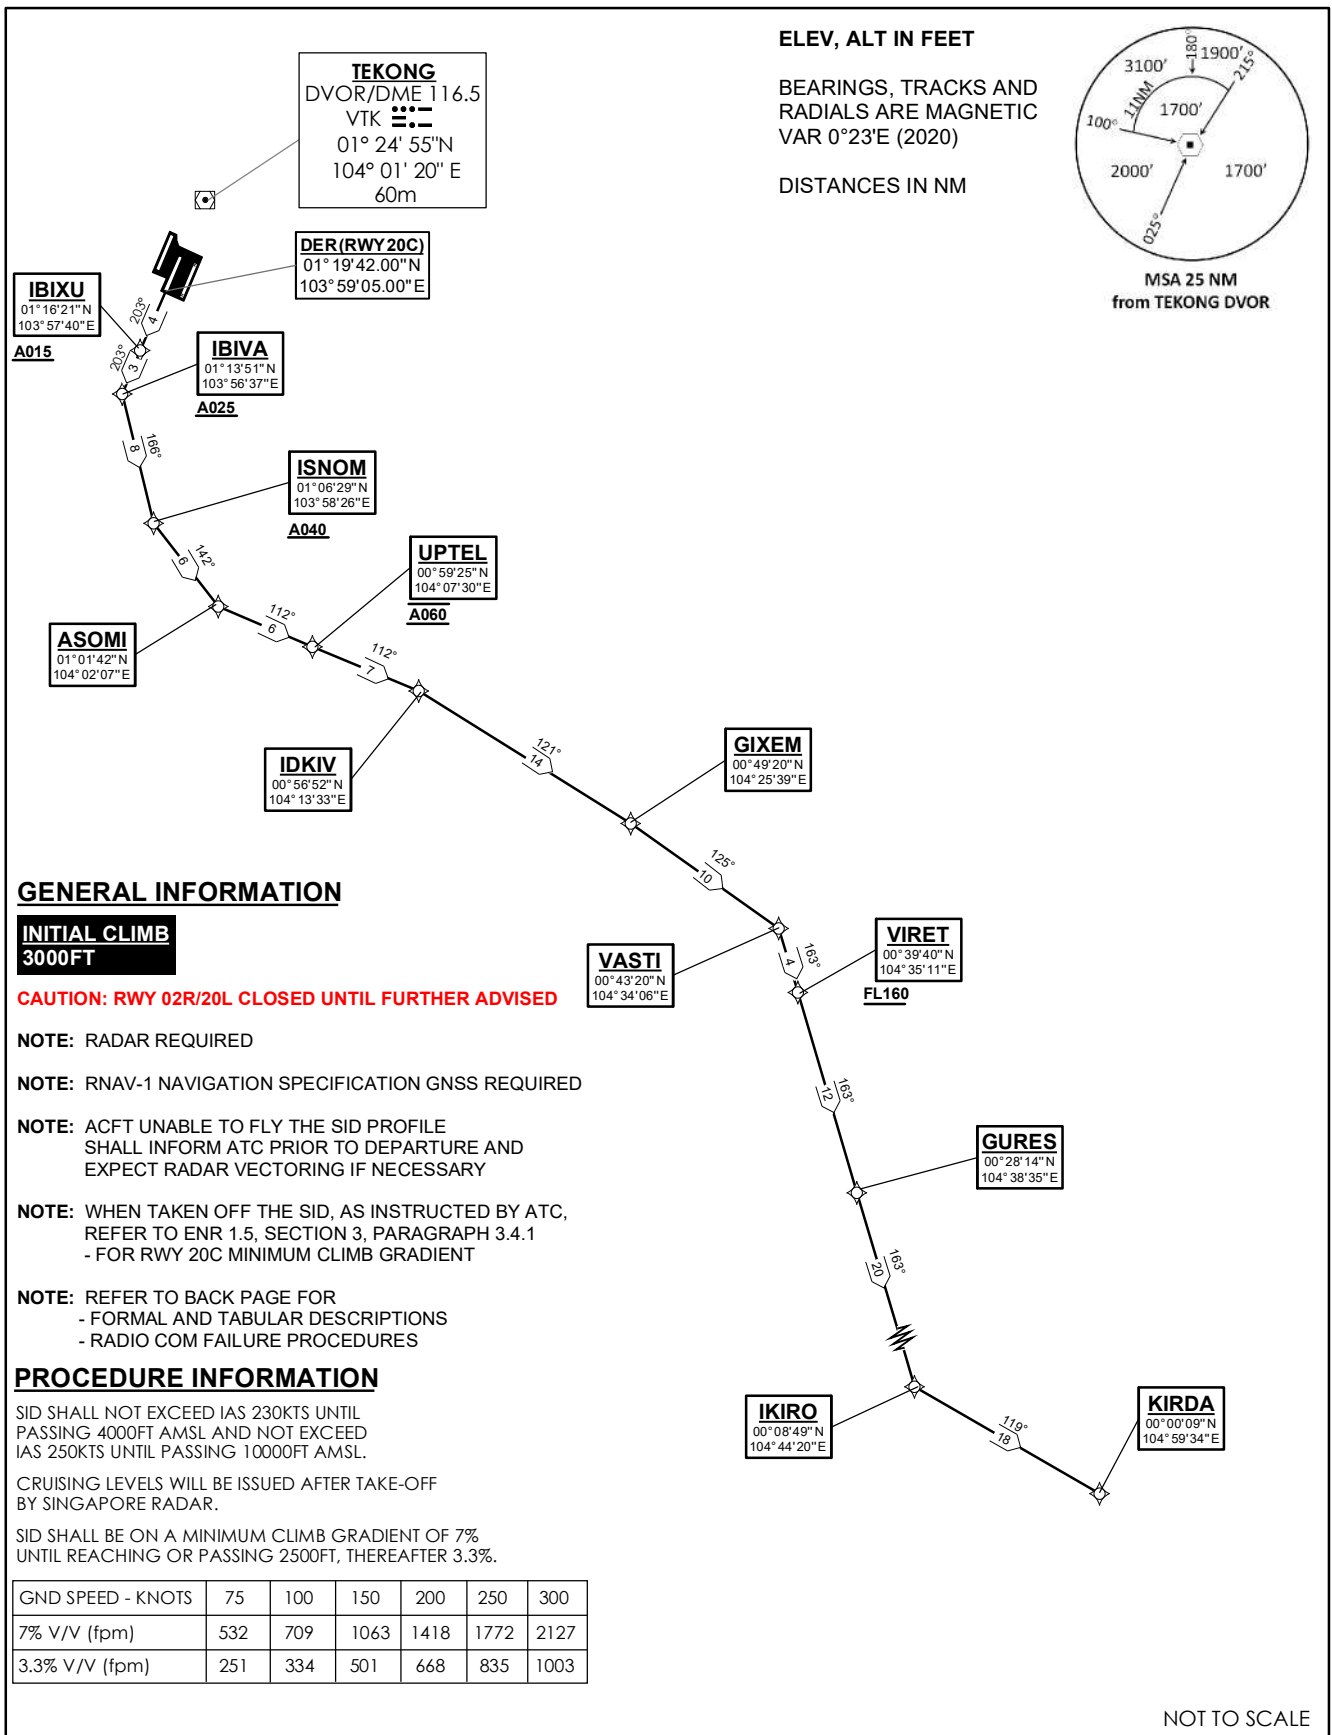 ELEV, ALT IN FEET
BEARINGS, TRACKS AND
RADIALS ARE MAGNETIC
VAR 0°23'E (2020)
DISTANCES IN NM
3100'
180°
1900'
215°
11NM
1700'
100°
2000'
1700'
025°
MSA 25 NM
from TEKONG DVOR
TEKONG
DVOR/DME 116.5
VTK
01° 24' 55"N
104° 01' 20" E
60m
DER(RWY20C)
01°19'42.00"N
103°59'05.00"E
IBIXU
01°16'21"N
103°57'40"E
A015
203°
4
IBIVA
01°13'51"N
103°56'37"E
A025
203°
3
166°
8
ISNOM
01°06'29"N
103°58'26"E
A040
142°
6
UPTEL
00°59'25"N
104°07'30"E
A060
ASOMI
01°01'42"N
104°02'07"E
112°
6
112°
7
IDKIV
00°56'52"N
104°13'33"E
121°
14
GIXEM
00°49'20"N
104°25'39"E
125°
10
VASTI
00°43'20"N
104°34'06"E
163°
4
VIRET
00°39'40"N
104°35'11"E
FL160
163°
12
GURES
00°28'14"N
104°38'35"E
163°
20
IKIRO
00°08'49"N
104°44'20"E
119°
18
KIRDA
00°00'09"N
104°59'34"E
GENERAL INFORMATION
INITIAL CLIMB
3000FT
CAUTION: RWY 02R/20L CLOSED UNTIL FURTHER ADVISED
NOTE: RADAR REQUIRED
NOTE: RNAV-1 NAVIGATION SPECIFICATION GNSS REQUIRED
NOTE: ACFT UNABLE TO FLY THE SID PROFILE
SHALL INFORM ATC PRIOR TO DEPARTURE AND
EXPECT RADAR VECTORING IF NECESSARY
NOTE: WHEN TAKEN OFF THE SID, AS INSTRUCTED BY ATC,
REFER TO ENR 1.5, SECTION 3, PARAGRAPH 3.4.1
- FOR RWY 20C MINIMUM CLIMB GRADIENT
NOTE: REFER TO BACK PAGE FOR
- FORMAL AND TABULAR DESCRIPTIONS
- RADIO COM FAILURE PROCEDURES
PROCEDURE INFORMATION
SID SHALL NOT EXCEED IAS 230KTS UNTIL
PASSING 4000FT AMSL AND NOT EXCEED
IAS 250KTS UNTIL PASSING 10000FT AMSL.
CRUISING LEVELS WILL BE ISSUED AFTER TAKE-OFF
BY SINGAPORE RADAR.
SID SHALL BE ON A MINIMUM CLIMB GRADIENT OF 7%
UNTIL REACHING OR PASSING 2500FT, THEREAFTER 3.3%.
GND SPEED - KNOTS 75 100 150 200 250 300
7% V/V (fpm) 532 709 1063 1418 1772 2127
3.3% V/V (fpm) 251 334 501 668 835 1003
NOT TO SCALE